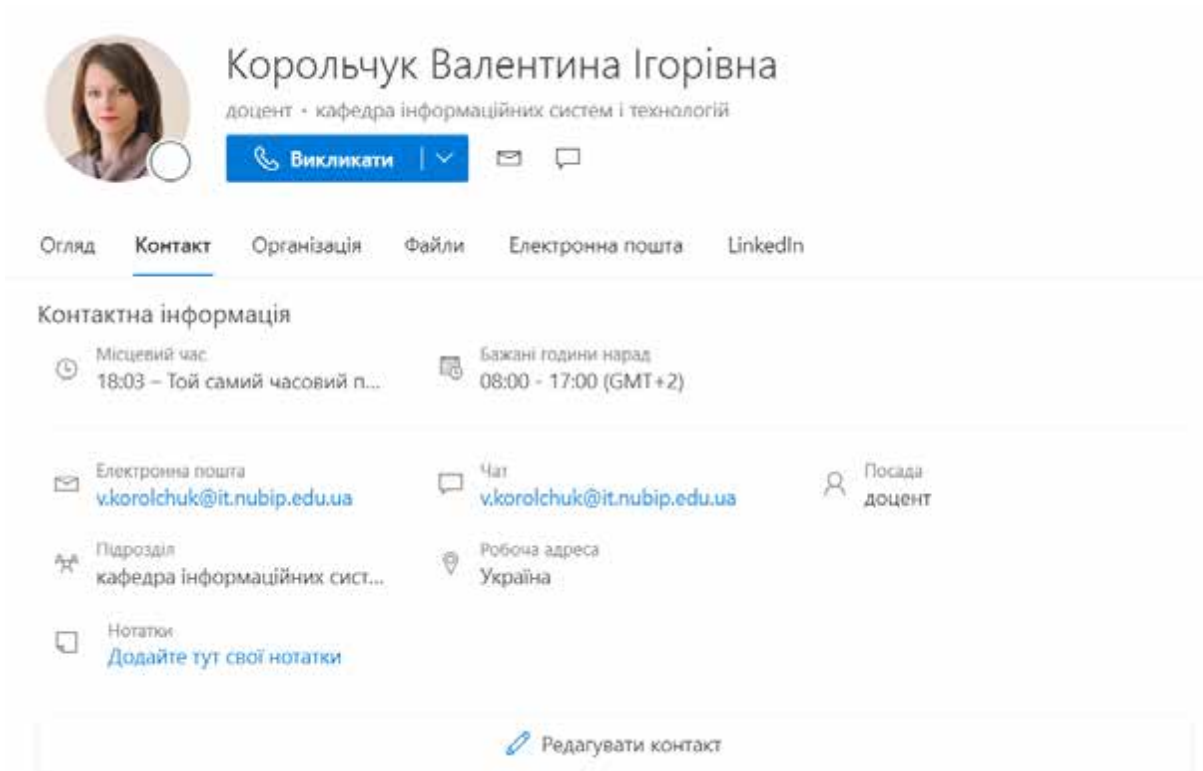 Корольчук Валентина Ігорівна
доцент • кафедра інформаційних систем і технологій
Викликати
Огляд Контакт Організація Файли Електронна пошта LinkedIn
Контактна інформація
Місцевий час Бажані години нарад
18:03 – Той самий часовий п... 08:00 - 17:00 (GMT+2)
Електронна пошта Чат Посада
v.korolchuk@it.nubip.edu.ua v.korolchuk@it.nubip.edu.ua доцент
Підрозділ Робоча адреса
кафедра інформаційних сист... Україна
Нотатки
Додайте тут свої нотатки
Редагувати контакт